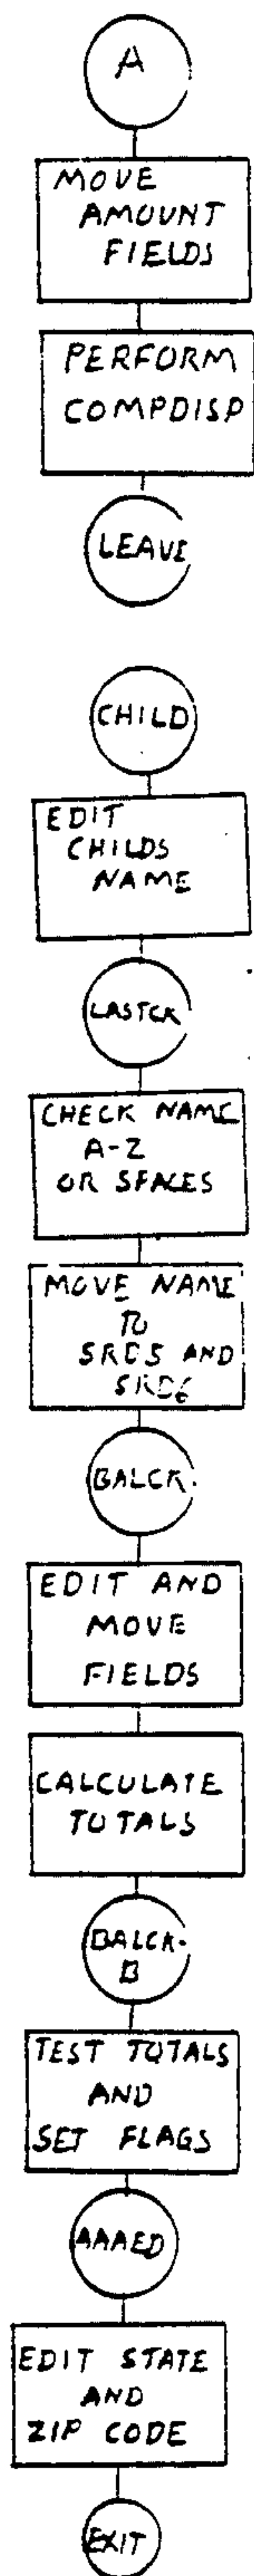 A
MOVE
AMOUNT
FIELDS
PERFORM
COMPDISP
LEAVE
CHILD
EDIT
CHILDS
NAME
LASTCK
CHECK NAME
A-Z
OR SPACES
MOVE NAME
TO
SRD5 AND
SRD6
BALCK
EDIT AND
MOVE
FIELDS
CALCULATE
TOTALS
BALCK-
B
TEST TOTALS
AND
SET FLAGS
AAAED
EDIT STATE
AND
ZIP CODE
EXIT